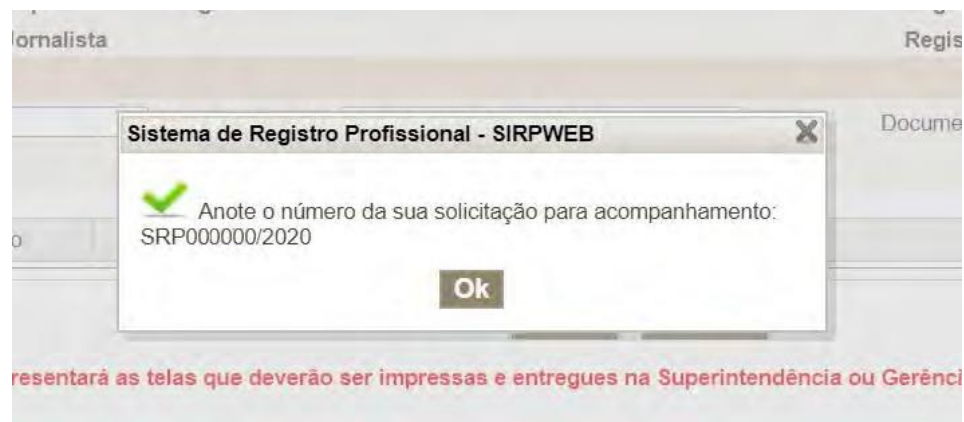 Jornalista
Regis
Sistema de Registro Profissional - SIRPWEB
Docume
Anote o número da sua solicitação para acompanhamento:
SRP000000/2020
o
Ok
resentará as telas que deverão ser impressas e entregues na Superintendência ou Gerênci